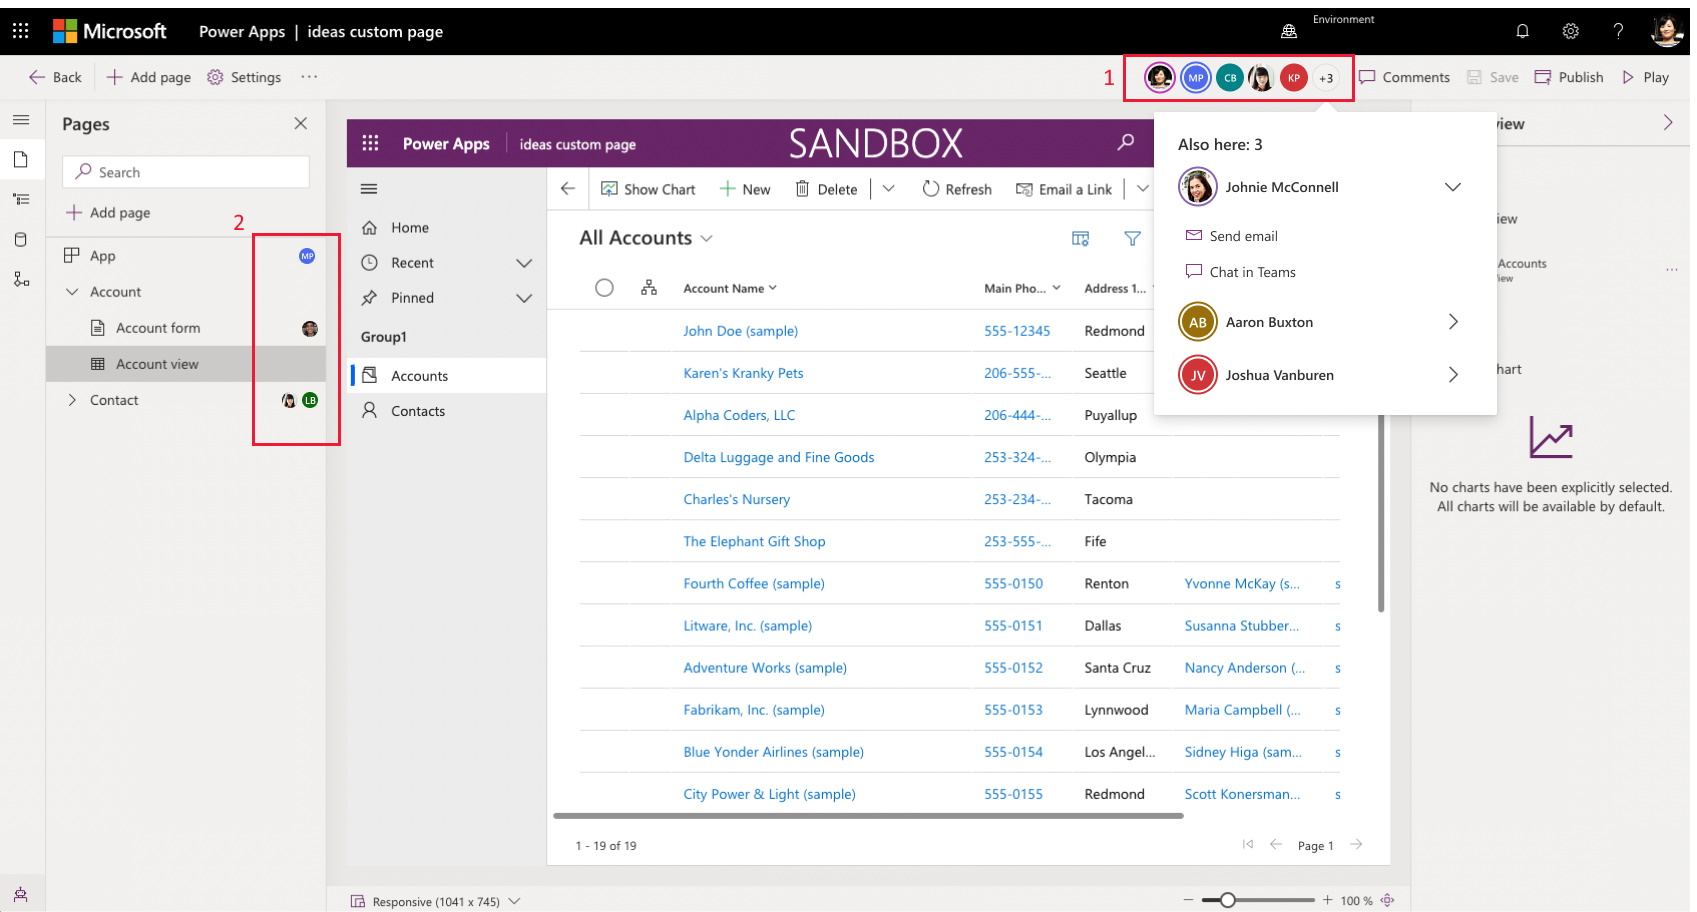 Microsoft Power Apps | ideas custom page
Environment
Back
Add page
Settings
1
MP
CB
KP
+3
Comments
Save
Publish
Play
Pages
Search
Add page
2
App
MP
Account
Account form
Account view
Contact
LB
Power Apps
ideas custom page
SANDBOX
Show Chart
New
Delete
Refresh
Email a Link
Home
Recent
Pinned
Group1
Accounts
Contacts
All Accounts
Account Name
Main Pho...
Address 1...
John Doe (sample) 555-12345 Redmond
Karen's Kranky Pets 206-555-... Seattle
Alpha Coders, LLC 206-444-... Puyallup
Delta Luggage and Fine Goods 253-324-... Olympia
Charles's Nursery 253-234-... Tacoma
The Elephant Gift Shop 253-555-... Fife
Fourth Coffee (sample) 555-0150 Renton Yvonne McKay (s... s
Litware, Inc. (sample) 555-0151 Dallas Susanna Stubber... s
Adventure Works (sample) 555-0152 Santa Cruz Nancy Anderson (... s
Fabrikam, Inc. (sample) 555-0153 Lynnwood Maria Campbell (... s
Blue Yonder Airlines (sample) 555-0154 Los Angel... Sidney Higa (sam... s
City Power & Light (sample) 555-0155 Redmond Scott Konersman... s
1 - 19 of 19
Page 1
Also here: 3
Johnie McConnell
Send email
Chat in Teams
AB Aaron Buxton
JV Joshua Vanburen
iew
iew
Accounts
iew
hart
No charts have been explicitly selected.
All charts will be available by default.
Responsive (1041 x 745)
100 %